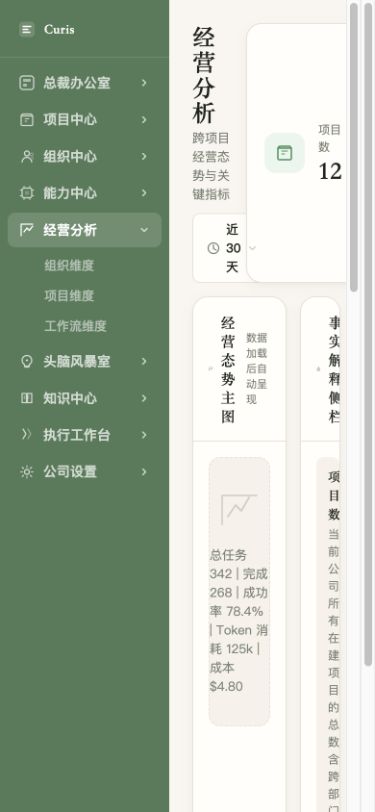 Curis
总裁办公室
项目中心
组织中心
能力中心
经营分析
组织维度
项目维度
工作流维度
头脑风暴室
知识中心
执行工作台
公司设置
经
营
分
析
跨项目
经营态
势与关
键指标
近
30
天
项目
数
12
经
营
态
势
主
图
数据
加载
后自
动呈
现
总任务
342 | 完成
268 | 成功
率 78.4%
| Token 消
耗 125k |
成本
$4.80
事
实
解
释
侧
栏
项
目
数
当
前
公
司
所
有
在
建
项
目
的
总
数
含
跨
部
门